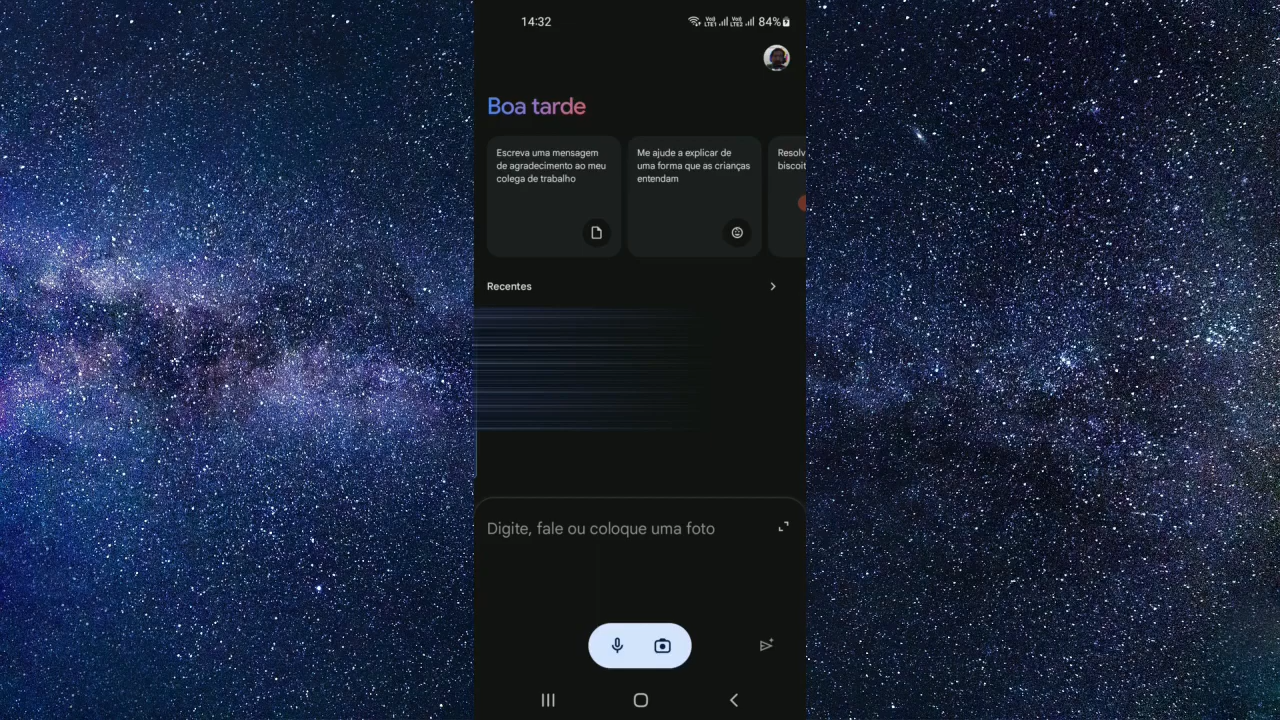 14:32
84%
Boa tarde
Escreva uma mensagem
de agradecimento ao meu
colega de trabalho
Me ajude a explicar de
uma forma que as crianças
entendam
Resolv
biscoit
Recentes
Digite, fale ou coloque uma foto